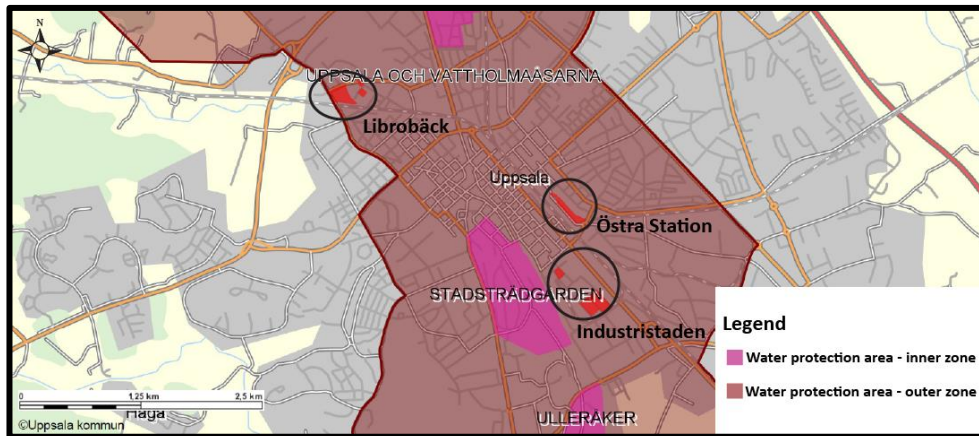 N
UPPSALA OCH VATTHOLMAÅSARNA
Librobäck
Uppsala
Östra Station
STADSTRÄDGÅRDEN
Industristaden
Legend
Water protection area - inner zone
Water protection area - outer zone
0 1,25 km 2,5 km
Håga
©Uppsala kommun
ULLERÅKER